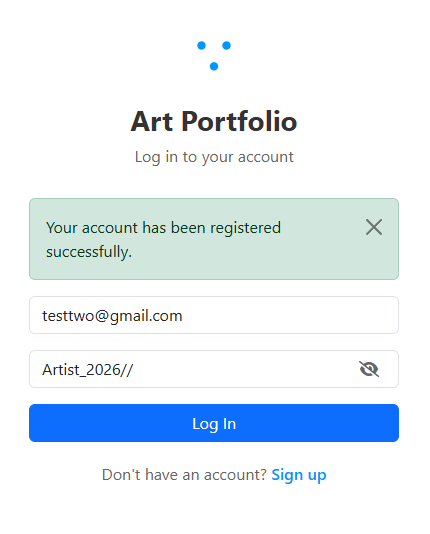 Art Portfolio
Log in to your account
Your account has been registered
successfully.
testtwo@gmail.com
Artist_2026//
Log In
Don't have an account? Sign up